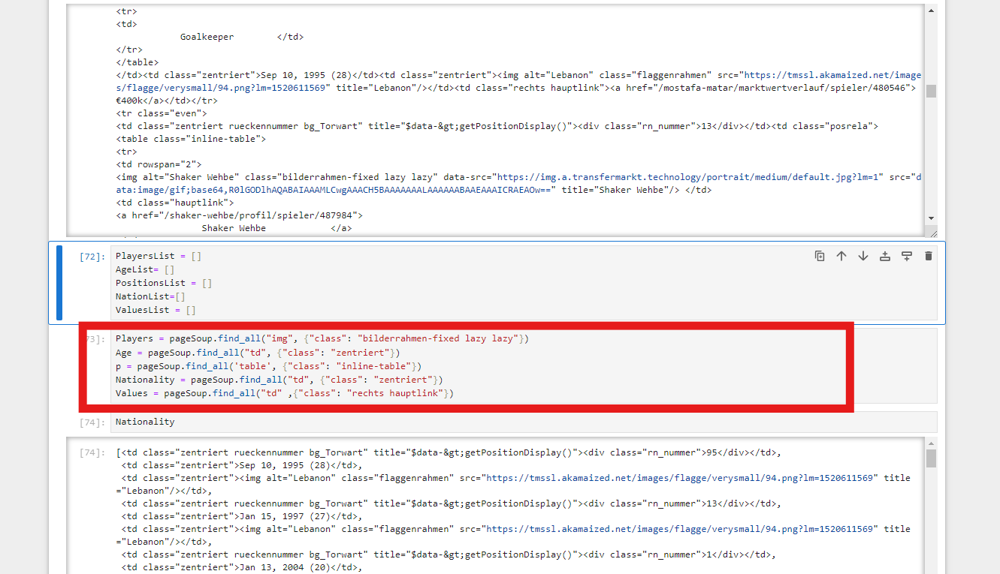 <tr>
<td>
Goalkeeper </td>
</tr>
</table>
</td><td class="zentriert">Sep 10, 1995 (28)</td><td class="zentriert"><img alt="Lebanon" class="flaggenrahmen" src="https://tmssl.akamaized.net/image
s/flagge/verysmall/94.png?lm=1520611569" title="Lebanon"/></td><td class="rechts hauptlink"><a href="/mostafa-matar/marktwertverlauf/spieler/480546">
€400k</a></td></tr>
<tr class="even">
<td class="zentriert rueckennummer bg_Torwart" title="$data-&gt;getPositionDisplay()"><div class="rn_nummer">13</div></td><td class="posrela">
<table class="inline-table">
<tr>
<td rowspan="2">
<img alt="Shaker Wehbe" class="bilderrahmen-fixed lazy lazy" data-src="https://img.a.transfermarkt.technology/portrait/medium/default.jpg?lm=1" src="d
ata:image/gif;base64,R0lGODlhAQABAIAAAMLCwgAAACH5BAAAAAAALAAAAAABAAEAAAICRAEAOw==" title="Shaker Wehbe"/> </td>
<td class="hauptlink">
<a href="/shaker-wehbe/profil/spieler/487984">
Shaker Wehbe </a>
[72]: PlayersList = []
AgeList= []
PositionsList = []
NationList=[]
ValuesList = []
73]: Players = pageSoup.find_all("img", {"class": "bilderrahmen-fixed lazy lazy"})
Age = pageSoup.find_all("td", {"class": "zentriert"})
p = pageSoup.find_all('table', {"class": "inline-table"})
Nationality = pageSoup.find_all("td", {"class": "zentriert"})
Values = pageSoup.find_all("td" ,{"class": "rechts hauptlink"})
[74]: Nationality
[74]: [<td class="zentriert rueckennummer bg_Torwart" title="$data-&gt;getPositionDisplay()"><div class="rn_nummer">95</div></td>,
<td class="zentriert">Sep 10, 1995 (28)</td>,
<td class="zentriert"><img alt="Lebanon" class="flaggenrahmen" src="https://tmssl.akamaized.net/images/flagge/verysmall/94.png?lm=1520611569" title
="Lebanon"/></td>,
<td class="zentriert rueckennummer bg_Torwart" title="$data-&gt;getPositionDisplay()"><div class="rn_nummer">13</div></td>,
<td class="zentriert">Jan 15, 1997 (27)</td>,
<td class="zentriert"><img alt="Lebanon" class="flaggenrahmen" src="https://tmssl.akamaized.net/images/flagge/verysmall/94.png?lm=1520611569" title
="Lebanon"/></td>,
<td class="zentriert rueckennummer bg_Torwart" title="$data-&gt;getPositionDisplay()"><div class="rn_nummer">1</div></td>,
<td class="zentriert">Jan 13, 2004 (20)</td>,